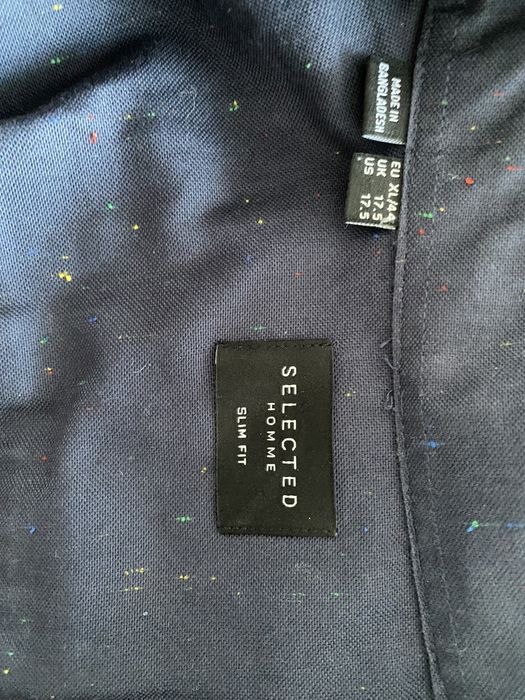 MADE IN
BANGLADESH
EU XL/44
UK 17.5
US 17.5
SELECTED
HOMME
SLIM FIT